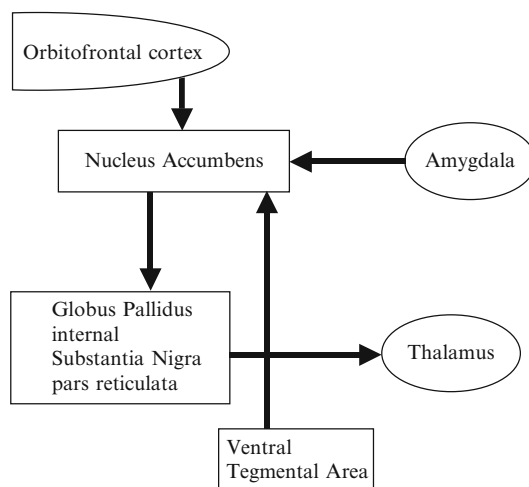 Orbitofrontal cortex
Nucleus Accumbens
Amygdala
Globus Pallidus
internal
Substantia Nigra
pars reticulata
Thalamus
Ventral
Tegmental Area